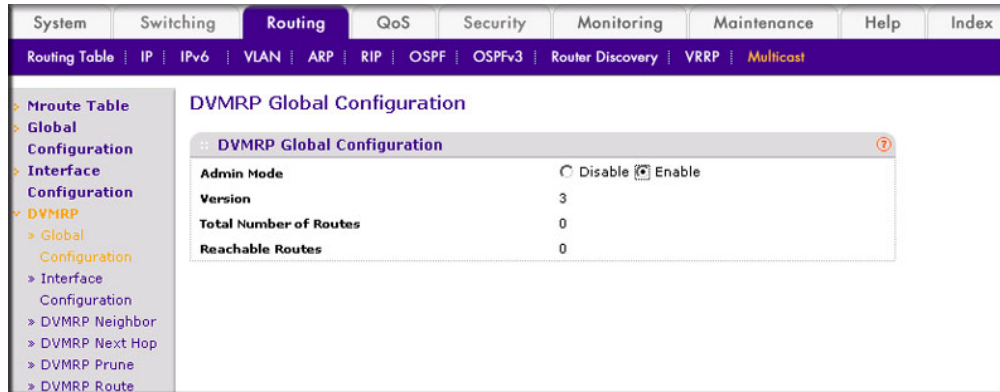 System Switching Routing QoS Security Monitoring Maintenance Help Index
Routing Table IP IPv6 VLAN ARP RIP OSPF OSPFv3 Router Discovery VRRP Multicast
Mroute Table
Global
Configuration
Interface
Configuration
DVMRP
» Global
Configuration
» Interface
Configuration
» DVMRP Neighbor
» DVMRP Next Hop
» DVMRP Prune
» DVMRP Route
DVMRP Global Configuration
DVMRP Global Configuration ?
Admin Mode Disable Enable
Version 3
Total Number of Routes 0
Reachable Routes 0